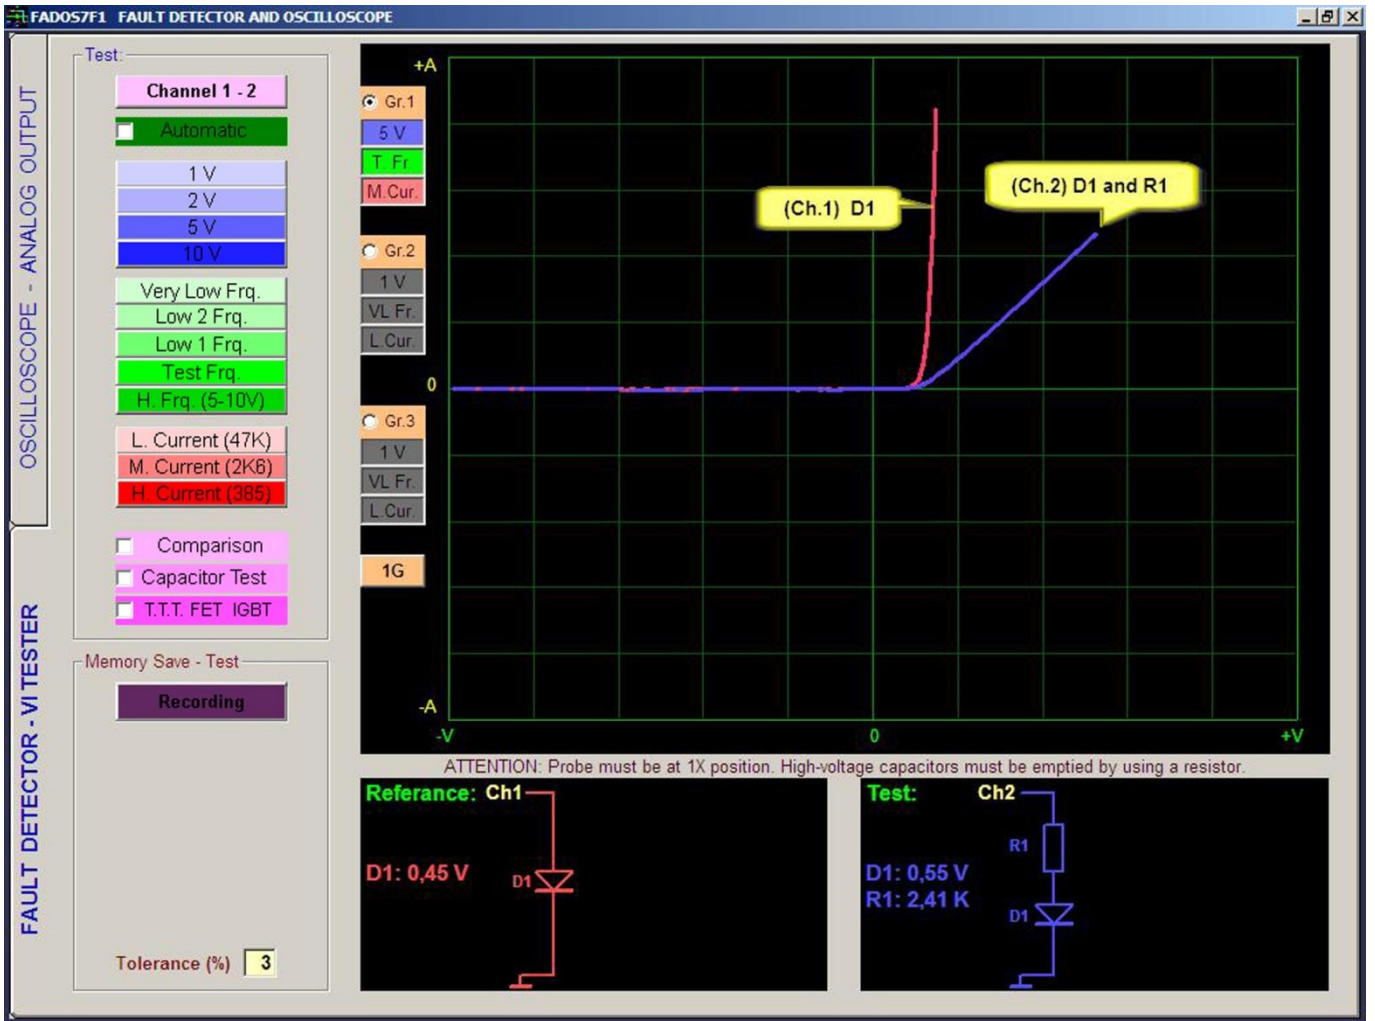 FADOS7F1 FAULT DETECTOR AND OSCILLOSCOPE
OSCILLOSCOPE - ANALOG OUTPUT
FAULT DETECTOR - VI TESTER
Test:
Channel 1 - 2
Automatic
1 V
2 V
5 V
10 V
Very Low Frq.
Low 2 Frq.
Low 1 Frq.
Test Frq.
H. Frq. (5-10V)
L. Current (47K)
M. Current (2K6)
H. Current (385)
Comparison
Capacitor Test
T.T.T. FET IGBT
Memory Save - Test
Recording
Tolerance (%) 3
+A
Gr.1
5 V
T. Fr
M.Cur.
Gr.2
1 V
VL Fr.
L.Cur.
0
Gr.3
1 V
VL Fr.
L.Cur.
1G
-A
-V 0 +V
(Ch.1) D1
(Ch.2) D1 and R1
ATTENTION: Probe must be at 1X position. High-voltage capacitors must be emptied by using a resistor.
Referance: Ch1
D1: 0,45 V
D1
Test: Ch2
R1
D1: 0,55 V
R1: 2,41 K
D1